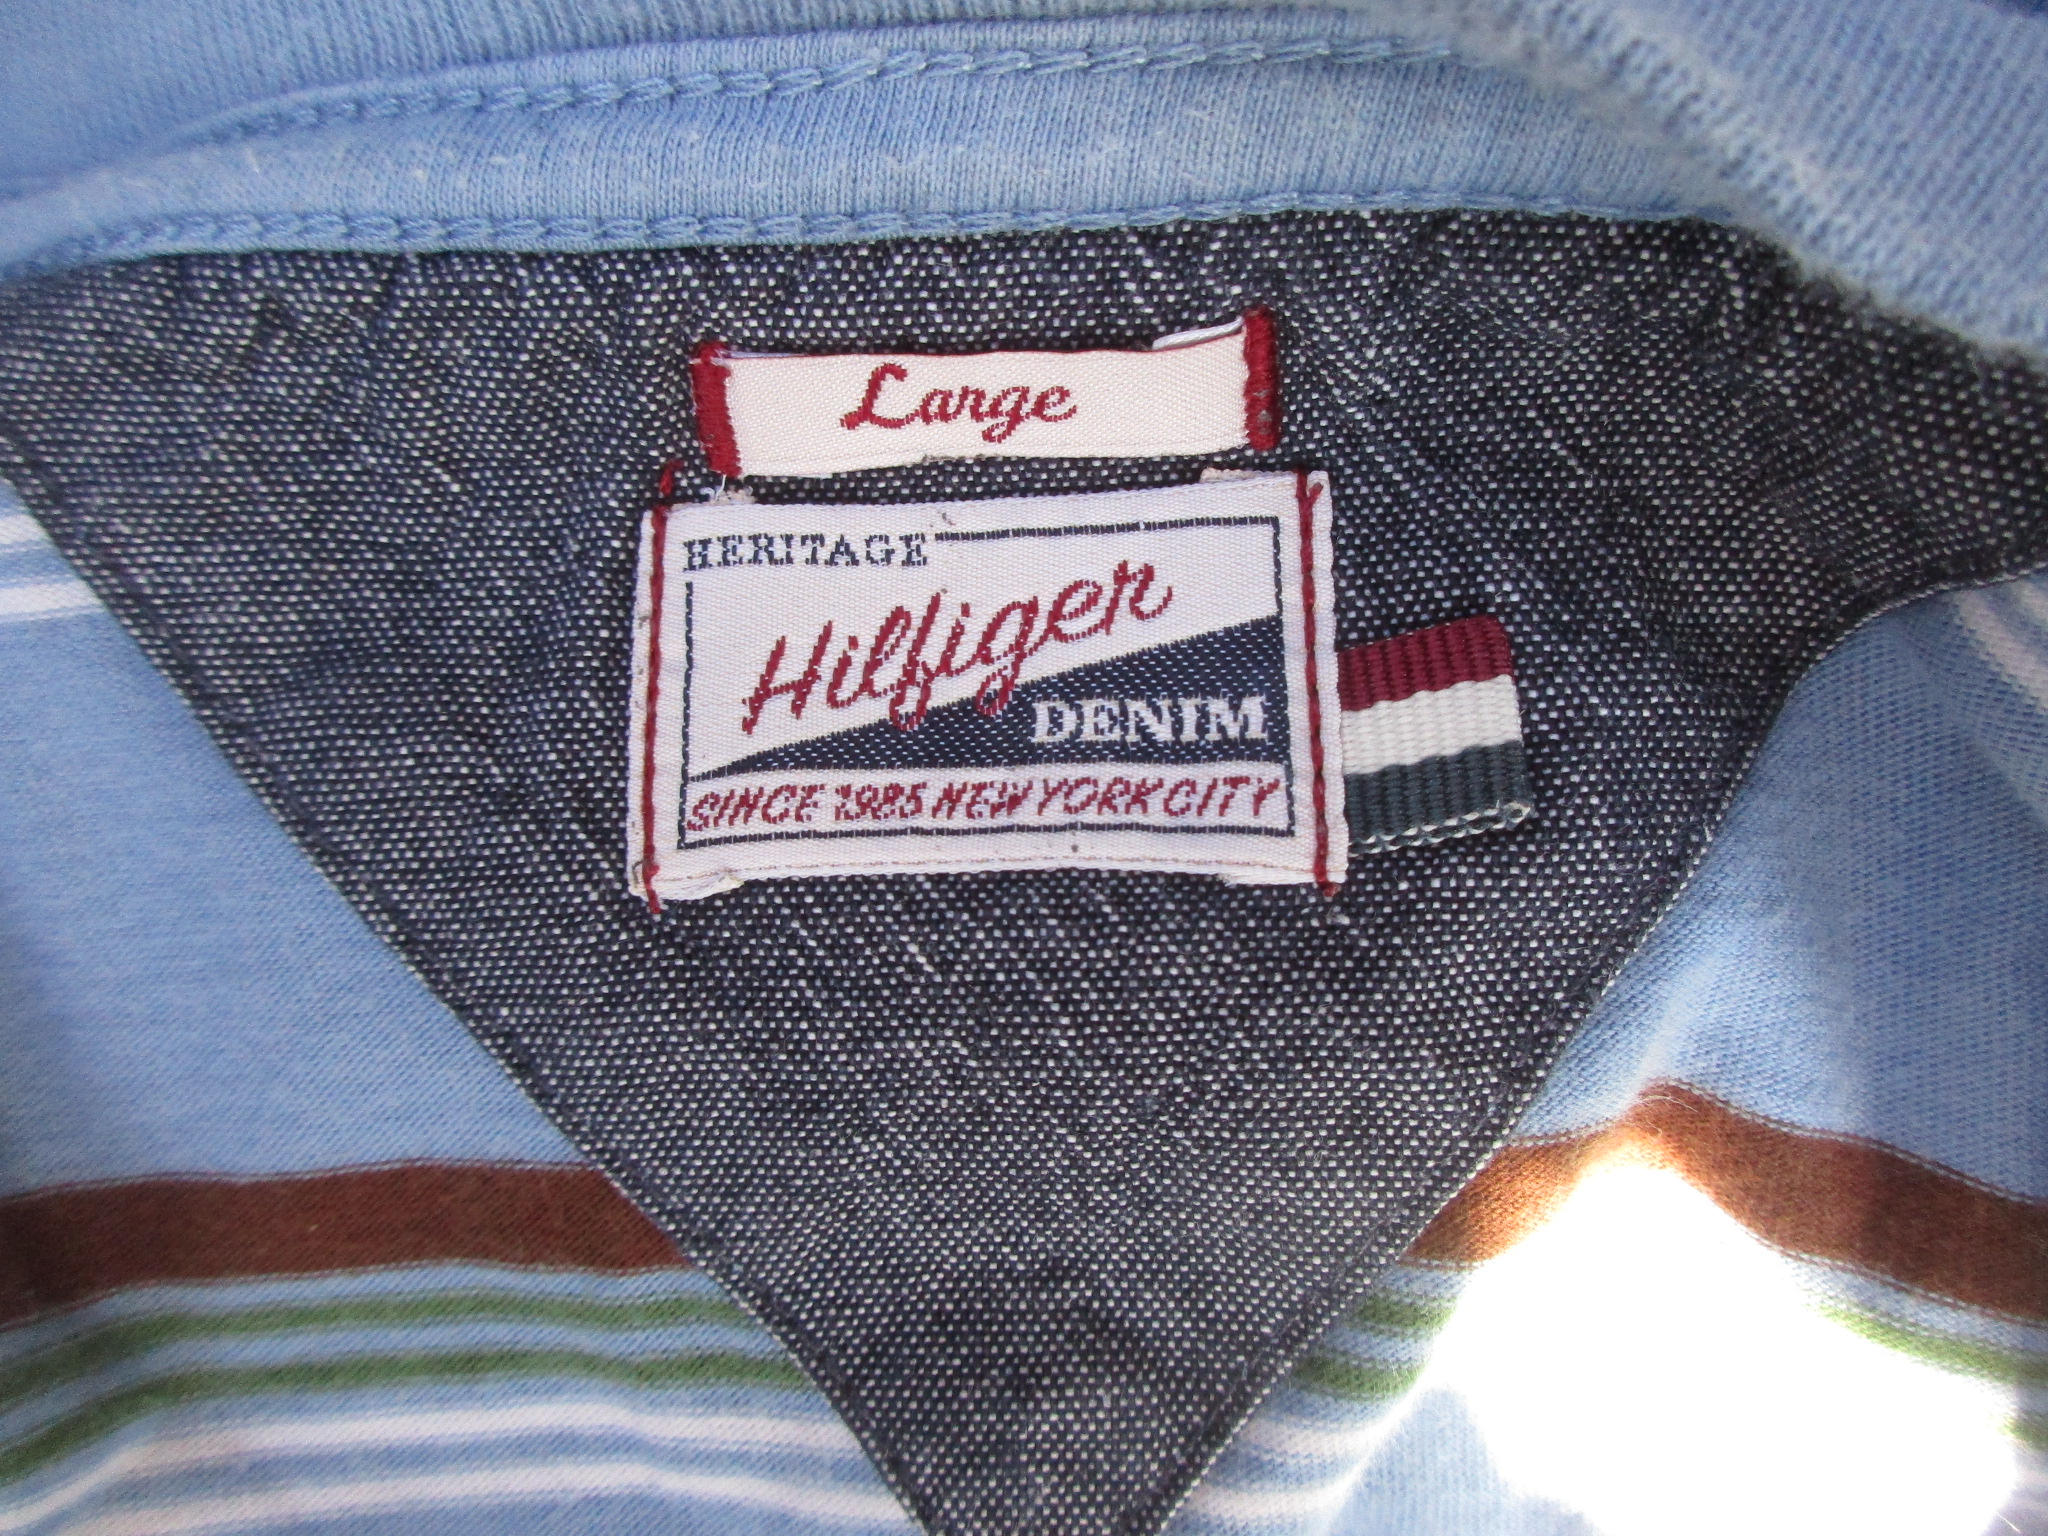 Large
HERITAGE
Hilfiger
DENIM
SINCE 1985 NEW YORK CITY